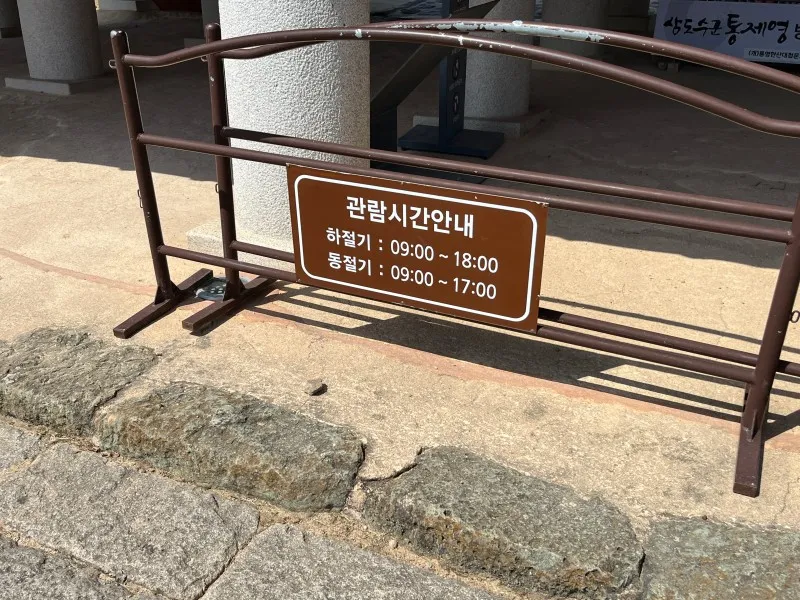 삼도수군 통제영
관람시간안내
하절기 : 09:00 ~ 18:00
동절기 : 09:00 ~ 17:00